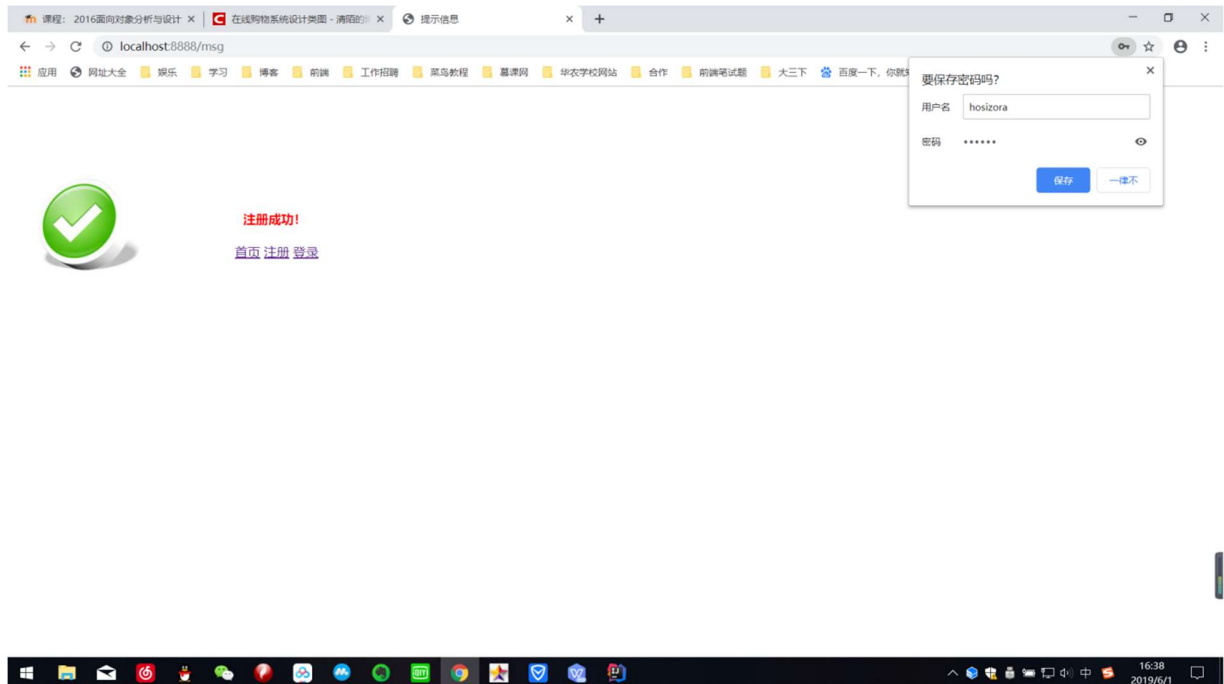 课程：2016面向对象分析与设计
在线购物系统设计类图 - 清陌的
提示信息
localhost:8888/msg
应用 网址大全 娱乐 学习 博客 前端 工作招聘 菜鸟教程 慕课网 华农学校网站 合作 前端笔试题 大三下 百度一下，你就
要保存密码吗?
用户名 hosizora
密码 ••••••
保存 一律不
注册成功!
首页 注册 登录
中
16:38
2019/6/1